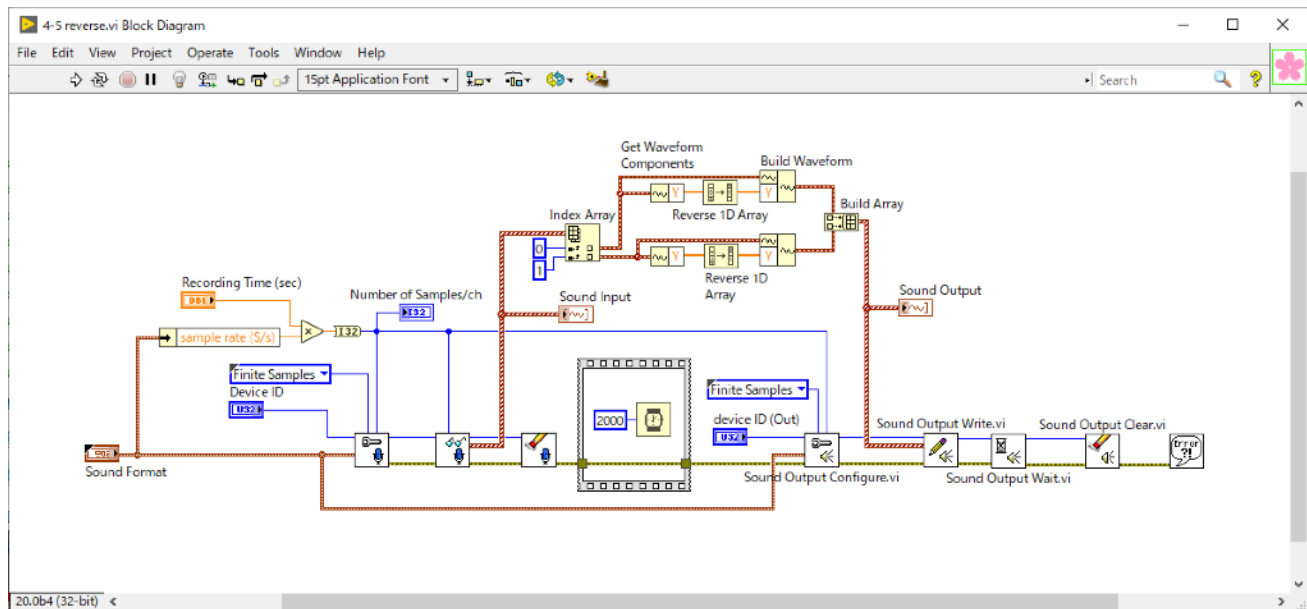 4-5 reverse.vi Block Diagram
File Edit View Project Operate Tools Window Help
15pt Application Font
Search
Get Waveform
Components
Build Waveform
Y
Y
Reverse 1D Array
Build Array
Index Array
0
1
Y
Y
Reverse 1D
Array
Recording Time (sec)
DBL
Number of Samples/ch
I32
Sound Input
Sound Output
sample rate (S/s)
x
I32
Finite Samples
Device ID
U32
2000
Finite Samples
device ID (Out)
U32
Sound Output Write.vi
Sound Output Clear.vi
Error
?!
Sound Format
Sound Output Configure.vi
Sound Output Wait.vi
20.0b4 (32-bit)